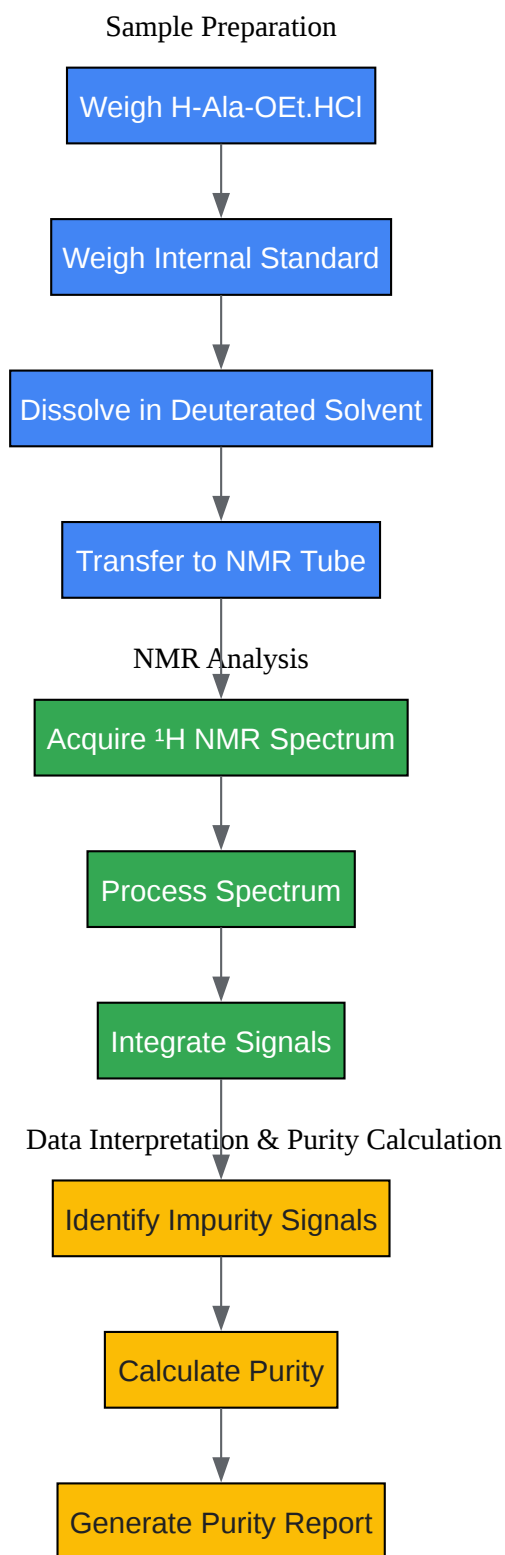 Sample Preparation
Weigh H-Ala-OEt.HCl
Weigh Internal Standard
Dissolve in Deuterated Solvent
Transfer to NMR Tube
NMR Analysis
Acquire ¹H NMR Spectrum
Process Spectrum
Integrate Signals
Data Interpretation & Purity Calculation
Identify Impurity Signals
Calculate Purity
Generate Purity Report